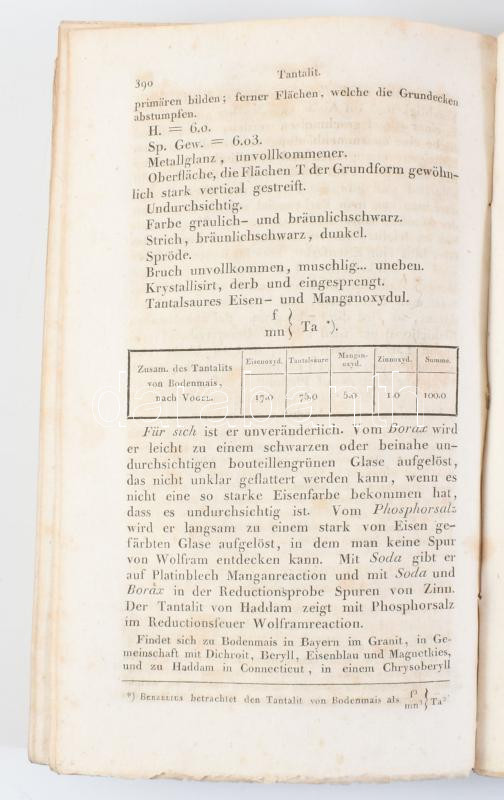 390 Tantalit.
primären bilden; ferner Flächen, welche die Grundecken
abstumpfen.
H. = 6.0.
Sp. Gew. = 6.03.
Metallglanz, unvollkommener.
Oberfläche, die Flächen T der Grundform gewöhn-
lich stark vertical gestreift.
Undurchsichtig.
Farbe graulich- und bräunlichschwarz.
Strich, bräunlichschwarz, dunkel.
Spröde.
Bruch unvollkommen, muschlig... uneben.
Krystallisirt, derb und eingesprengt.
Tantalsaures Eisen- und Manganoxydul.
f
mn } Ta *).
Zusam. des Tantalits
von Bodenmais,
nach VOGEL.
Eisenoxyd. Tantalsäure Mangan-
oxyd. Zinnoxyd. Summe.
17.0 75.0 5.0 1.0 100.0
Für sich ist er unveränderlich. Vom Borax wird
er leicht zu einem schwarzen oder beinahe un-
durchsichtigen bouteillengrünen Glase aufgelöst,
das nicht unklar geflattert werden kann, wenn es
nicht eine so starke Eisenfarbe bekommen hat,
dass es undurchsichtig ist. Vom Phosphorsalz
wird er langsam zu einem stark von Eisen ge-
färbten Glase aufgelöst, in dem man keine Spur
von Wolfram entdecken kann. Mit Soda gibt er
auf Platinblech Manganreaction und mit Soda und
Borax in der Reductionsprobe Spuren von Zinn.
Der Tantalit von Haddam zeigt mit Phosphorsalz
im Reductionsfeuer Wolframreaction.
Findet sich zu Bodenmais in Bayern im Granit, in Ge-
meinschaft mit Dichroit, Beryll, Eisenblau und Magnetkies,
und zu Haddam in Connecticut, in einem Chrysoberyll
*) BERZELIUS betrachtet den Tantalit von Bodenmais als f³
mn³ } Ta²
darabanth